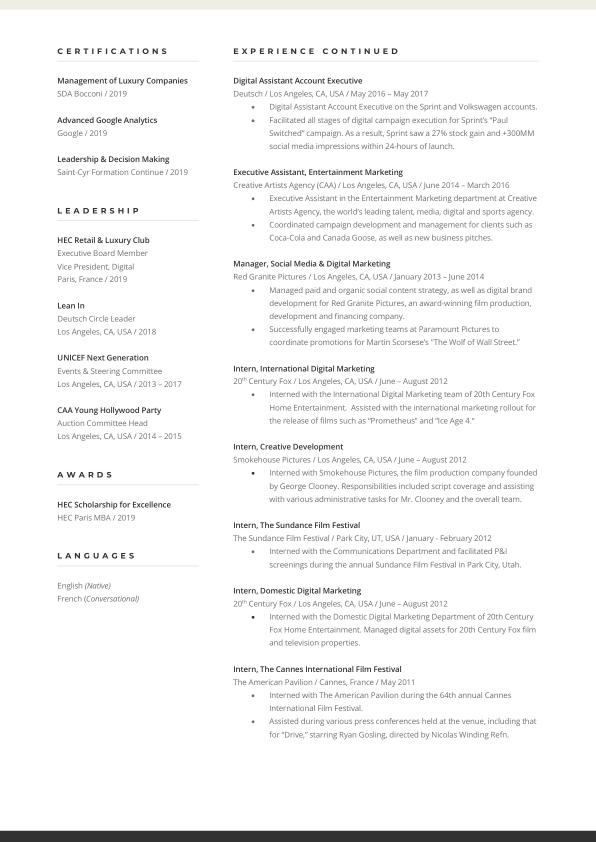 CERTIFICATIONS
Management of Luxury Companies
SDA Bocconi / 2019
Advanced Google Analytics
Google / 2019
Leadership & Decision Making
Saint-Cyr Formation Continue / 2019
LEADERSHIP
HEC Retail & Luxury Club
Executive Board Member
Vice President, Digital
Paris, France / 2019
Lean In
Deutsch Circle Leader
Los Angeles, CA, USA / 2018
UNICEF Next Generation
Events & Steering Committee
Los Angeles, CA, USA / 2013 – 2017
CAA Young Hollywood Party
Auction Committee Head
Los Angeles, CA, USA / 2014 – 2015
AWARDS
HEC Scholarship for Excellence
HEC Paris MBA / 2019
LANGUAGES
English (Native)
French (Conversational)
EXPERIENCE CONTINUED
Digital Assistant Account Executive
Deutsch / Los Angeles, CA, USA / May 2016 – May 2017
• Digital Assistant Account Executive on the Sprint and Volkswagen accounts.
• Facilitated all stages of digital campaign execution for Sprint's "Paul
Switched" campaign. As a result, Sprint saw a 27% stock gain and +300MM
social media impressions within 24-hours of launch.
Executive Assistant, Entertainment Marketing
Creative Artists Agency (CAA) / Los Angeles, CA, USA / June 2014 – March 2016
• Executive Assistant in the Entertainment Marketing department at Creative
Artists Agency, the world's leading talent, media, digital and sports agency.
• Coordinated campaign development and management for clients such as
Coca-Cola and Canada Goose, as well as new business pitches.
Manager, Social Media & Digital Marketing
Red Granite Pictures / Los Angeles, CA, USA / January 2013 – June 2014
• Managed paid and organic social content strategy, as well as digital brand
development for Red Granite Pictures, an award-winning film production,
development and financing company.
• Successfully engaged marketing teams at Paramount Pictures to
coordinate promotions for Martin Scorsese's "The Wolf of Wall Street."
Intern, International Digital Marketing
20th Century Fox / Los Angeles, CA, USA / June – August 2012
• Interned with the International Digital Marketing team of 20th Century Fox
Home Entertainment. Assisted with the international marketing rollout for
the release of films such as "Prometheus" and "Ice Age 4."
Intern, Creative Development
Smokehouse Pictures / Los Angeles, CA, USA / June – August 2012
• Interned with Smokehouse Pictures, the film production company founded
by George Clooney. Responsibilities included script coverage and assisting
with various administrative tasks for Mr. Clooney and the overall team.
Intern, The Sundance Film Festival
The Sundance Film Festival / Park City, UT, USA / January - February 2012
• Interned with the Communications Department and facilitated P&I
screenings during the annual Sundance Film Festival in Park City, Utah.
Intern, Domestic Digital Marketing
20th Century Fox / Los Angeles, CA, USA / June – August 2012
• Interned with the Domestic Digital Marketing Department of 20th Century
Fox Home Entertainment. Managed digital assets for 20th Century Fox film
and television properties.
Intern, The Cannes International Film Festival
The American Pavilion / Cannes, France / May 2011
• Interned with The American Pavilion during the 64th annual Cannes
International Film Festival.
• Assisted during various press conferences held at the venue, including that
for "Drive," starring Ryan Gosling, directed by Nicolas Winding Refn.